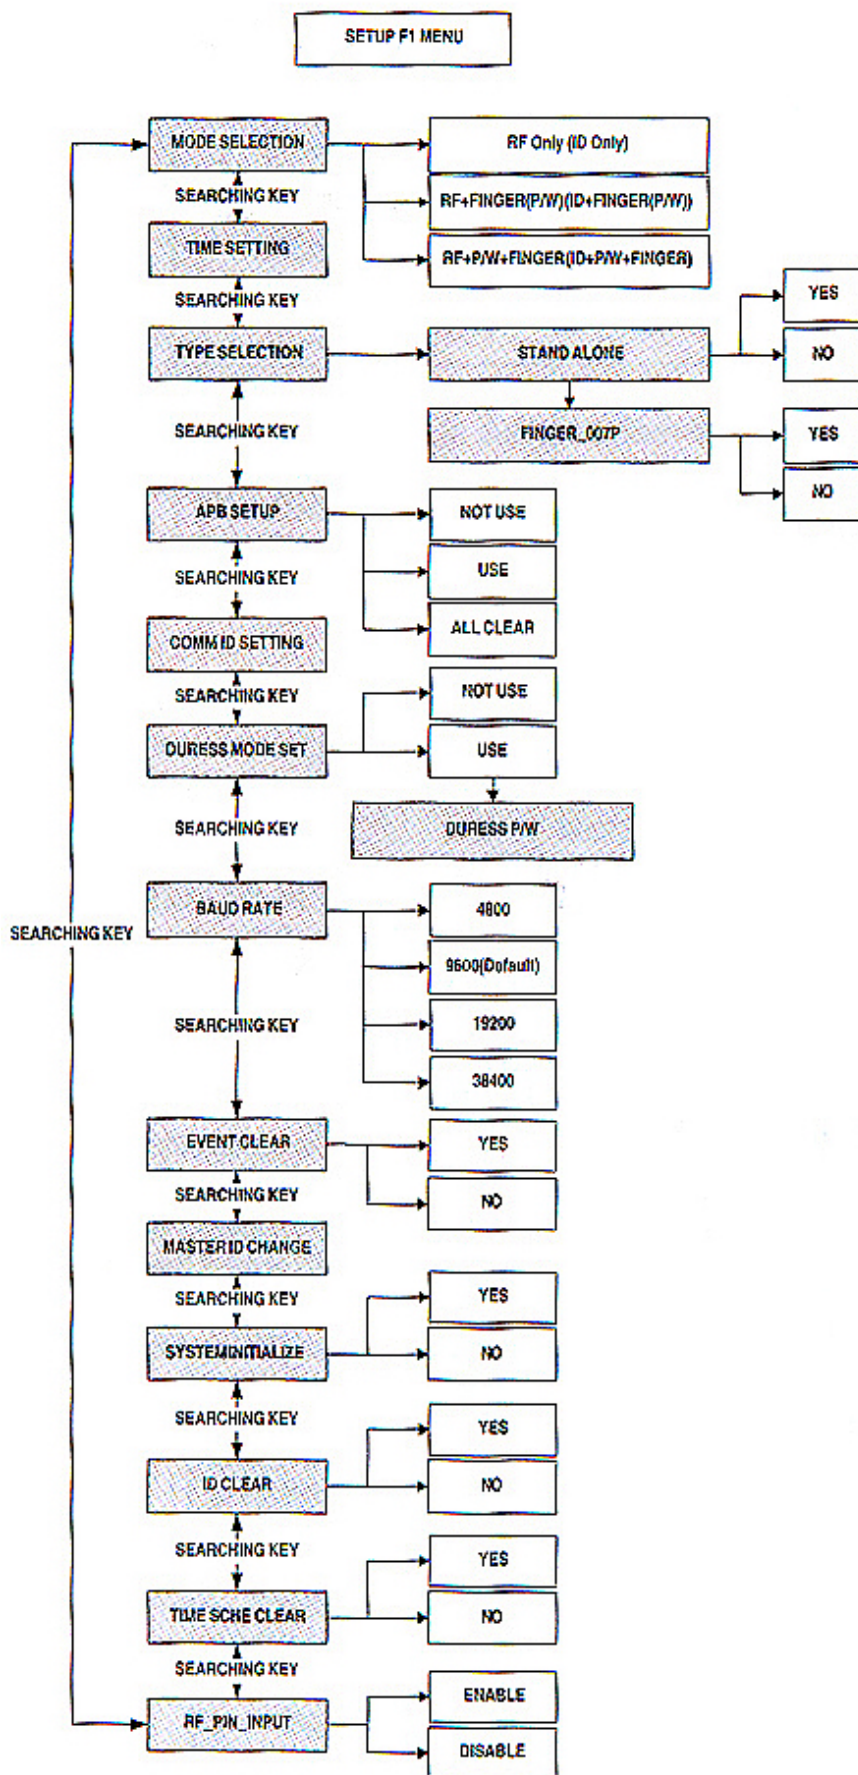 SETUP F1 MENU
MODE SELECTION
RF Only (ID Only)
SEARCHING KEY
RF+FINGER(P/W)(ID+FINGER(P/W))
TIME SETTING
RF+P/W+FINGER(ID+P/W+FINGER)
SEARCHING KEY
YES
TYPE SELECTION
STAND ALONE
NO
SEARCHING KEY
FINGER_007P
YES
NO
APB SETUP
NOT USE
SEARCHING KEY
USE
COMM ID SETTING
ALL CLEAR
SEARCHING KEY
NOT USE
DURESS MODE SET
USE
SEARCHING KEY
DURESS P/W
BAUD RATE
4800
SEARCHING KEY
9600(Default)
SEARCHING KEY
19200
38400
EVENT CLEAR
YES
SEARCHING KEY
NO
MASTER ID CHANGE
SEARCHING KEY
YES
SYSTEMINITIALIZE
NO
SEARCHING KEY
YES
ID CLEAR
NO
SEARCHING KEY
YES
TIME SCHE CLEAR
NO
SEARCHING KEY
ENABLE
RF_PIN_INPUT
DISABLE